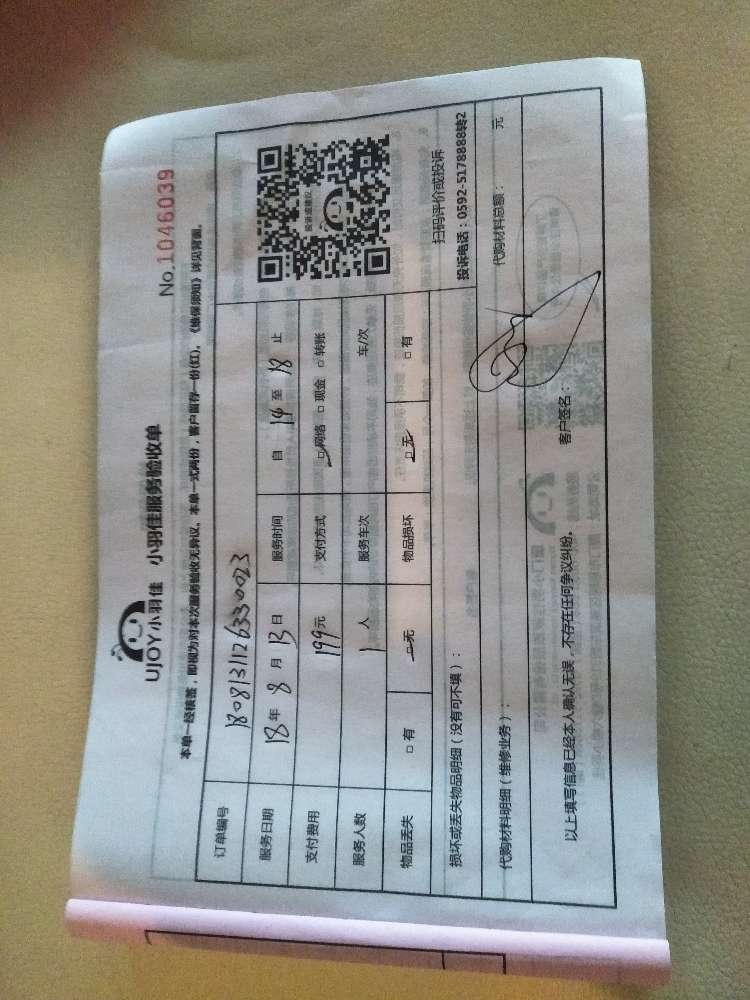 No.1046039
UJOY小羽佳 小羽佳服务验收单
本单一经核签，即视为对本次服务验收无异议。本单一式两份，客户留存一份(红)。《维保须知》详见背面。
订单编号 1808131126330023
服务日期 18年 8月 13日 服务时间 自 14 至 18 止
支付费用 199元 支付方式 ☑网络 □现金 □转账
服务人数 1人 服务车次 车/次
物品丢失 □有 ☑无 物品损坏 ☑无 □有
扫码评价或投诉
投诉电话：0592-5178888转2
损坏或丢失物品明细（没有可不填）：
代购材料明细（维修业务）： 代购材料总额： 元
以上填写信息已经本人确认无误，不存在任何争议纠纷。 客户签名：